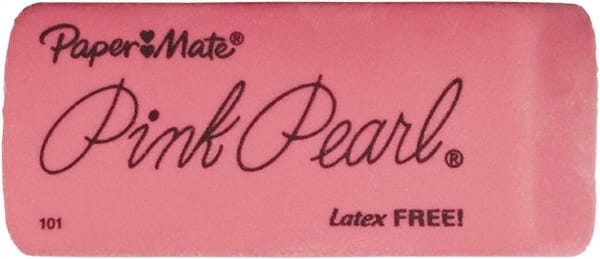 Paper Mate®
Pink Pearl®
101
Latex FREE!